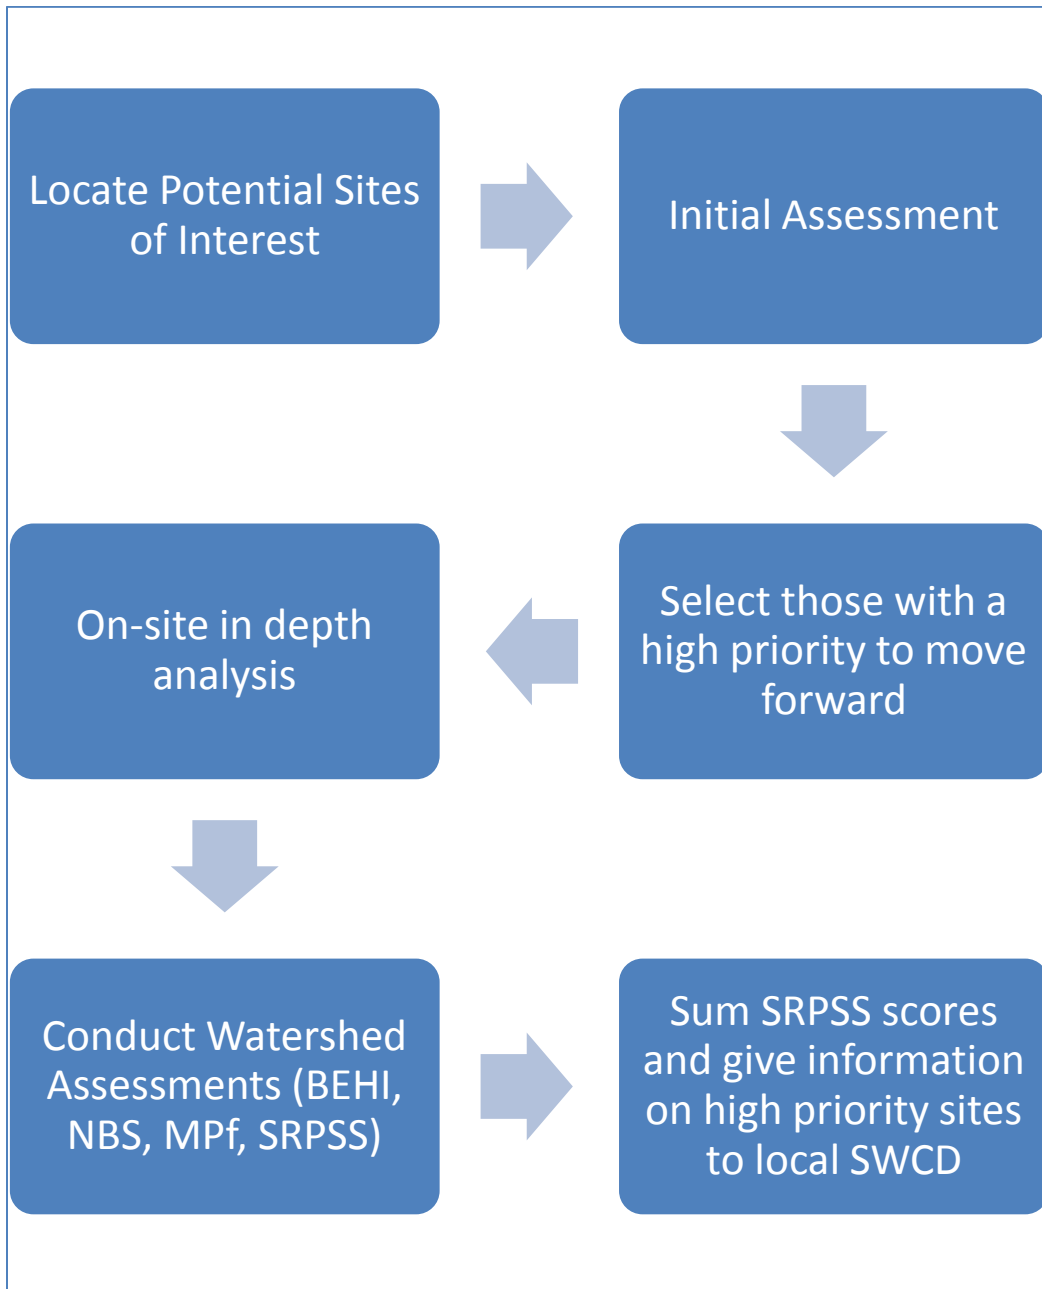 Locate Potential Sites
of Interest
Initial Assessment
Select those with a
high priority to move
forward
On-site in depth
analysis
Conduct Watershed
Assessments (BEHI,
NBS, MPf, SRPSS)
Sum SRPSS scores
and give information
on high priority sites
to local SWCD